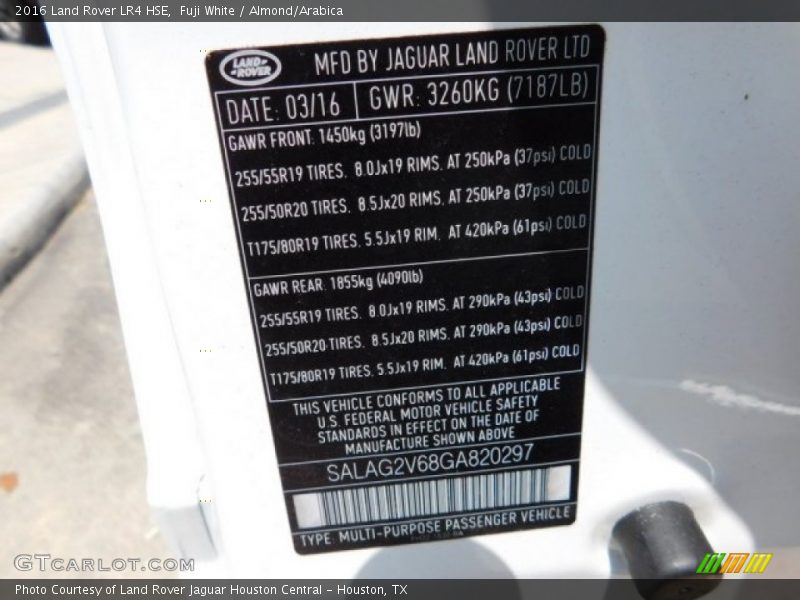 2016 Land Rover LR4 HSE, Fuji White / Almond/Arabica
LAND-
ROVER
MFD BY JAGUAR LAND ROVER LTD
DATE: 03/16
GWR: 3260KG (7187LB)
GAWR FRONT: 1450kg (3197lb)
255/55R19 TIRES. 8.0Jx19 RIMS. AT 250kPa (37psi) COLD
255/50R20 TIRES. 8.5Jx20 RIMS. AT 250kPa (37psi) COLD
T175/80R19 TIRES. 5.5Jx19 RIM. AT 420kPa (61psi) COLD
GAWR REAR: 1855kg (4090lb)
255/55R19 TIRES. 8.0Jx19 RIMS. AT 290kPa (43psi) COLD
255/50R20 TIRES. 8.5Jx20 RIMS. AT 290kPa (43psi) COLD
T175/80R19 TIRES. 5.5Jx19 RIM. AT 420kPa (61psi) COLD
THIS VEHICLE CONFORMS TO ALL APPLICABLE
U.S. FEDERAL MOTOR VEHICLE SAFETY
STANDARDS IN EFFECT ON THE DATE OF
MANUFACTURE SHOWN ABOVE
SALAG2V68GA820297
TYPE: MULTI-PURPOSE PASSENGER VEHICLE
GTCARLOT.COM
Photo Courtesy of Land Rover Jaguar Houston Central - Houston, TX